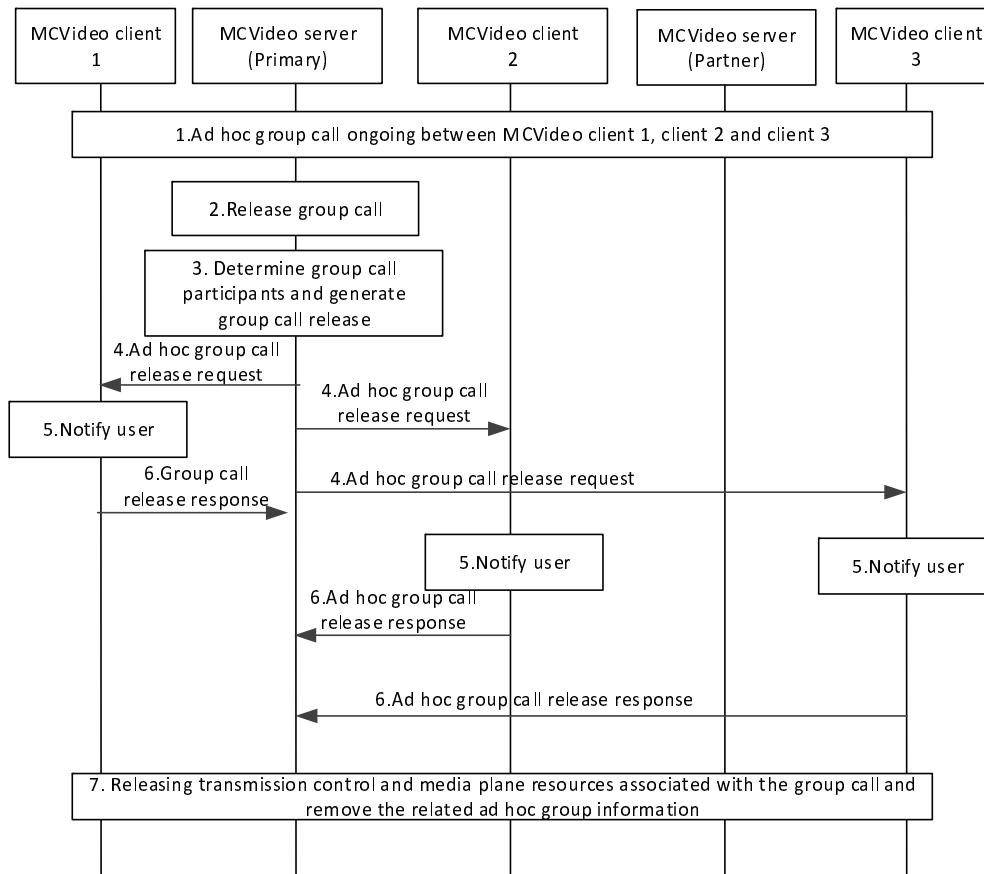 MCVideo client
1
MCVideo server
(Primary)
MCVideo client
2
MCVideo server
(Partner)
MCVideo client
3
1.Ad hoc group call ongoing between MCVideo client 1, client 2 and client 3
2.Release group call
3. Determine group call
participants and generate
group call release
4.Ad hoc group call
release request
4.Ad hoc group call
release request
5.Notify user
6.Group call
release response
4.Ad hoc group call release request
5.Notify user
5.Notify user
6.Ad hoc group call
release response
6.Ad hoc group call release response
7. Releasing transmission control and media plane resources associated with the group call and
remove the related ad hoc group information